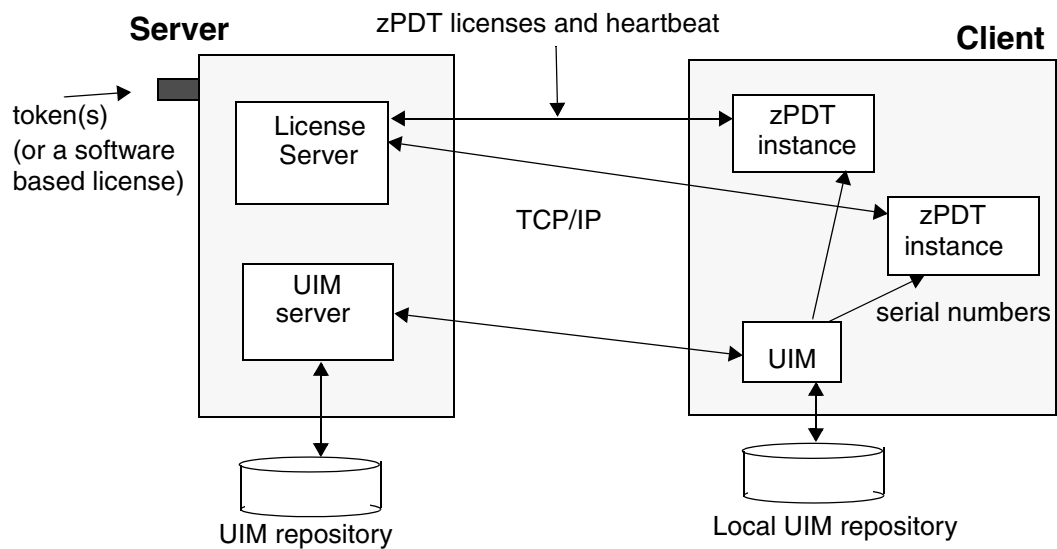 Server
zPDT licenses and heartbeat
Client
token(s)
(or a software
based license)
License
Server
zPDT
instance
TCP/IP
zPDT
instance
UIM
server
serial numbers
UIM
UIM repository
Local UIM repository